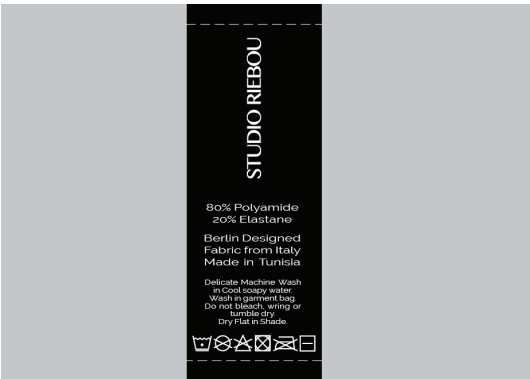 STUDIO RIEBOU
80% Polyamide
20% Elastane
Berlin Designed
Fabric from Italy
Made in Tunisia
Delicate Machine Wash
in Cool soapy water.
Wash in garment bag.
Do not bleach, wring or
tumble dry.
Dry Flat in Shade.